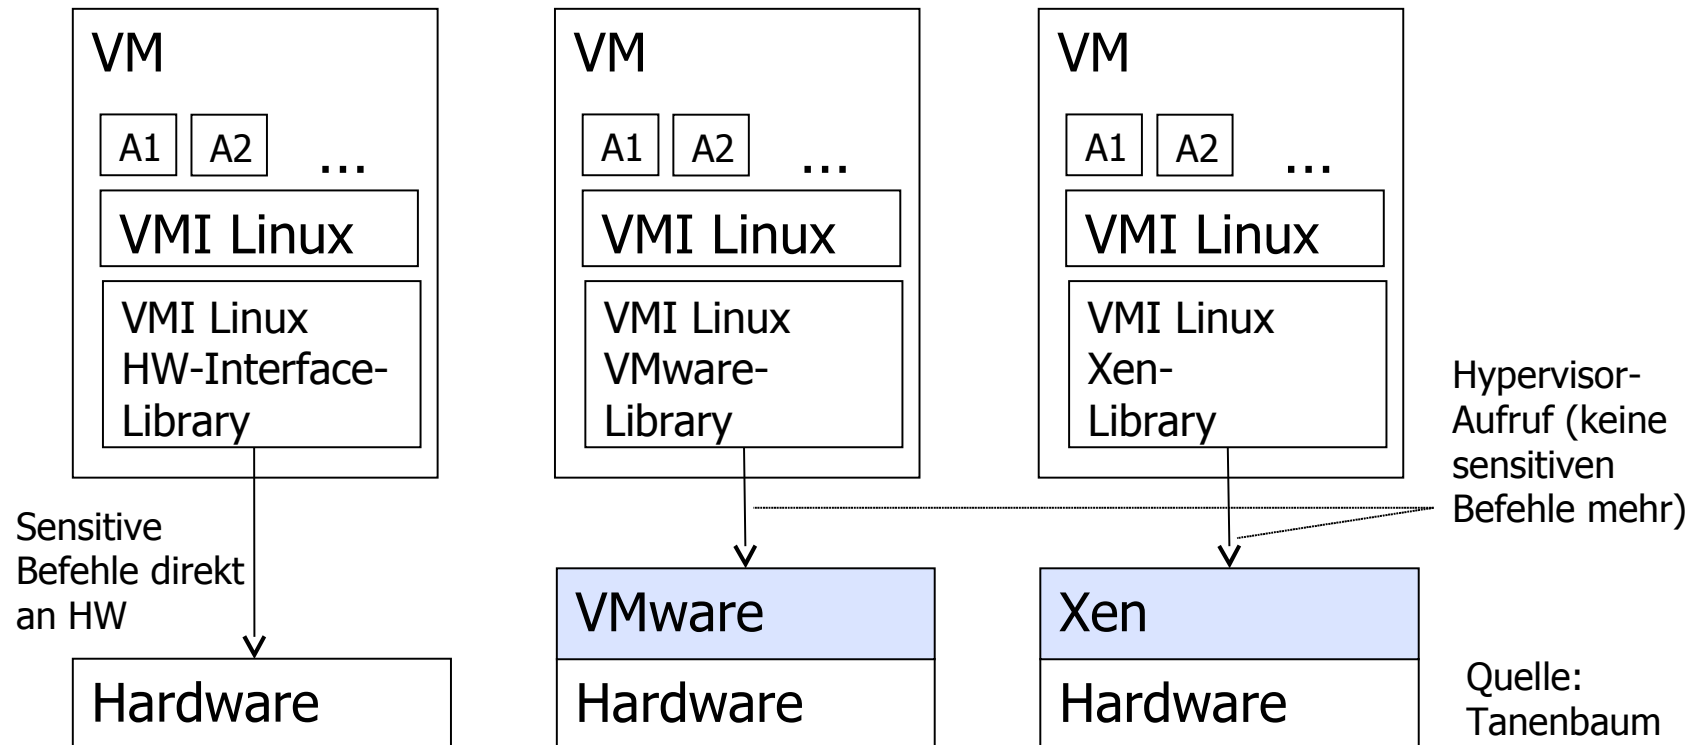 VM
A1
A2
...
VMI Linux
VMI Linux
HW-Interface-
Library
Sensitive
Befehle direkt
an HW
Hardware
VM
A1
A2
...
VMI Linux
VMI Linux
VMware-
Library
VMware
Hardware
VM
A1
A2
...
VMI Linux
VMI Linux
Xen-
Library
Xen
Hardware
Hypervisor-
Aufruf (keine
sensitiven
Befehle mehr)
Quelle:
Tanenbaum